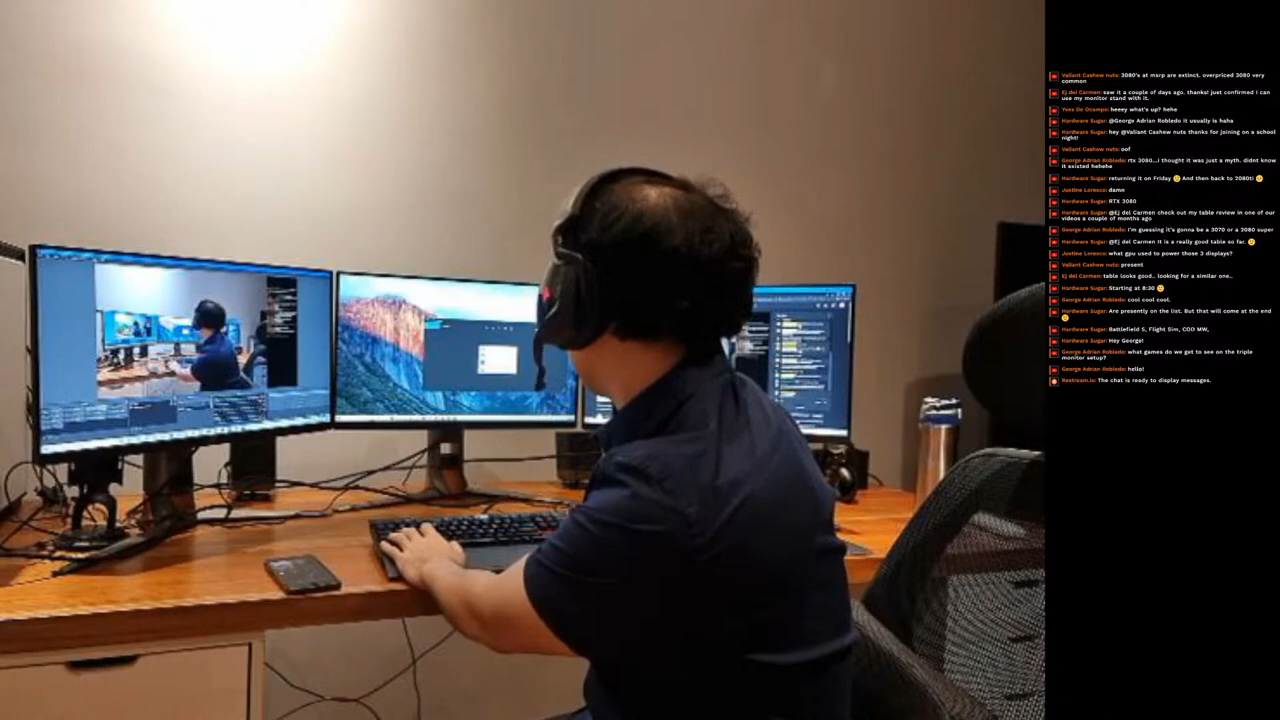 Valiant Cashew nuts: 3080's at msrp are extinct. overpriced 3080 very
common
Ej del Carmen: saw it a couple of days ago. thanks! just confirmed I can
use my monitor stand with it.
Yves De Ocampo: heeey what's up? hehe
Hardware Sugar: @George Adrian Robledo it usually is haha
Hardware Sugar: hey @Valiant Cashew nuts thanks for joining on a school
night!
Valiant Cashew nuts: oof
George Adrian Robledo: rtx 3080...i thought it was just a myth. didnt know
it existed hehehe
Hardware Sugar: returning it on Friday 🙁 And then back to 2080ti! 🙁
Justine Loresco: damn
Hardware Sugar: RTX 3080
Hardware Sugar: @Ej del Carmen check out my table review in one of our
videos a couple of months ago
George Adrian Robledo: I'm guessing it's gonna be a 3070 or a 2080 super
Hardware Sugar: @Ej del Carmen It is a really good table so far. 🙂
Justine Loresco: what gpu used to power those 3 displays?
Valiant Cashew nuts: present
Ej del Carmen: table looks good.. looking for a similar one..
Hardware Sugar: Starting at 8:30 🙂
George Adrian Robledo: cool cool cool.
Hardware Sugar: Are presently on the list. But that will come at the end
🙂
Hardware Sugar: Battlefield 5, Flight Sim, COD MW,
Hardware Sugar: Hey George!
George Adrian Robledo: what games do we get to see on the triple
monitor setup?
George Adrian Robledo: hello!
Restream.io: The chat is ready to display messages.